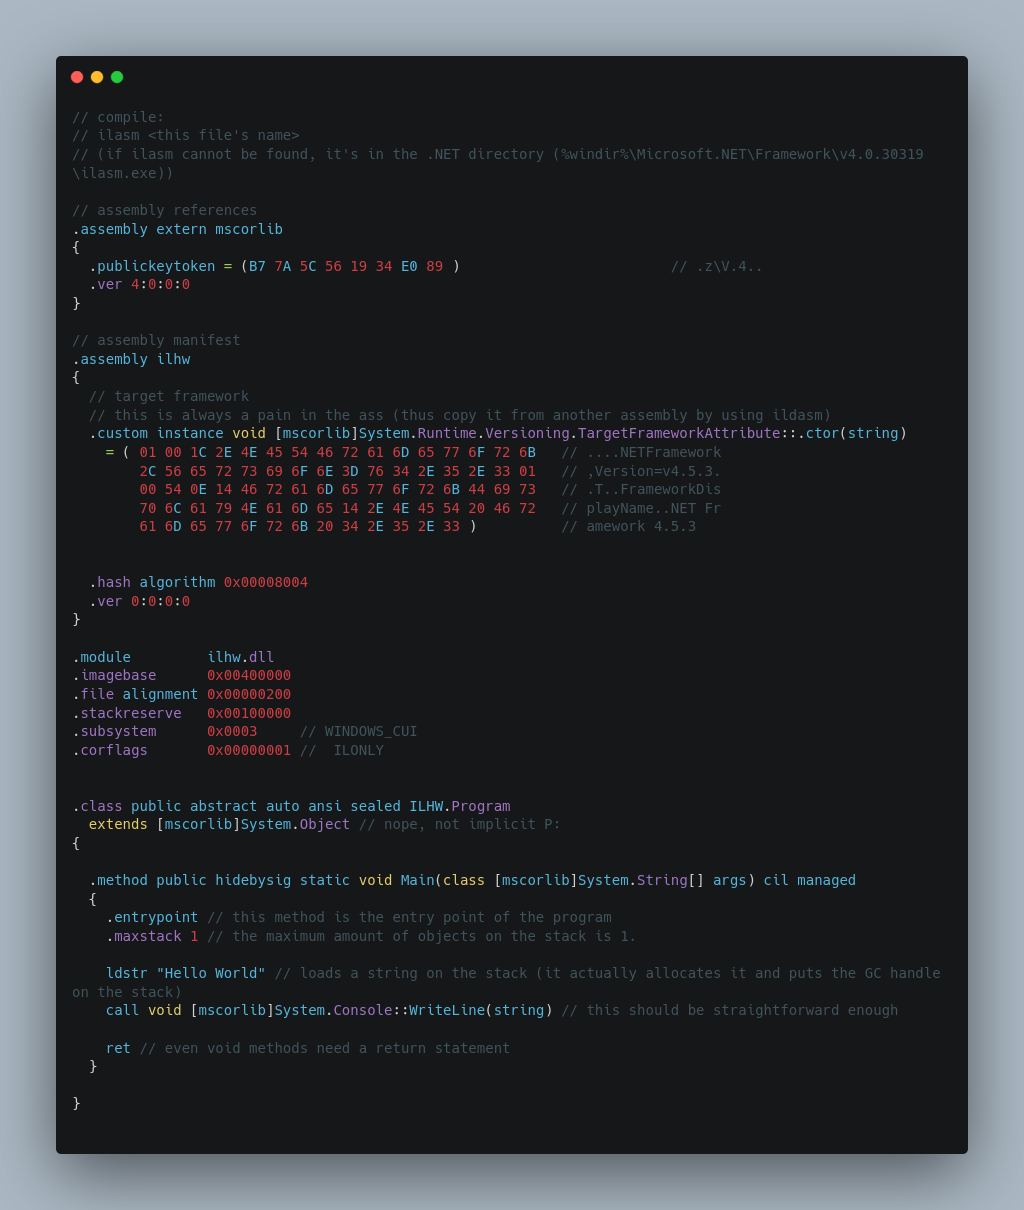 // compile:
// ilasm <this file's name>
// (if ilasm cannot be found, it's in the .NET directory (%windir%\Microsoft.NET\Framework\v4.0.30319
\ilasm.exe))

// assembly references
.assembly extern mscorlib
{
  .publickeytoken = (B7 7A 5C 56 19 34 E0 89 )                         // .z\V.4..
  .ver 4:0:0:0
}

// assembly manifest
.assembly ilhw
{
  // target framework
  // this is always a pain in the ass (thus copy it from another assembly by using ildasm)
  .custom instance void [mscorlib]System.Runtime.Versioning.TargetFrameworkAttribute::.ctor(string)
    = ( 01 00 1C 2E 4E 45 54 46 72 61 6D 65 77 6F 72 6B   // ....NETFramework
        2C 56 65 72 73 69 6F 6E 3D 76 34 2E 35 2E 33 01   // ,Version=v4.5.3.
        00 54 0E 14 46 72 61 6D 65 77 6F 72 6B 44 69 73   // .T..FrameworkDis
        70 6C 61 79 4E 61 6D 65 14 2E 4E 45 54 20 46 72   // playName..NET Fr
        61 6D 65 77 6F 72 6B 20 34 2E 35 2E 33 )          // amework 4.5.3


  .hash algorithm 0x00008004
  .ver 0:0:0:0
}

.module         ilhw.dll
.imagebase      0x00400000
.file alignment 0x00000200
.stackreserve   0x00100000
.subsystem      0x0003     // WINDOWS_CUI
.corflags       0x00000001 //  ILONLY


.class public abstract auto ansi sealed ILHW.Program
  extends [mscorlib]System.Object // nope, not implicit P:
{

  .method public hidebysig static void Main(class [mscorlib]System.String[] args) cil managed
  {
    .entrypoint // this method is the entry point of the program
    .maxstack 1 // the maximum amount of objects on the stack is 1.

    ldstr "Hello World" // loads a string on the stack (it actually allocates it and puts the GC handle
on the stack)
    call void [mscorlib]System.Console::WriteLine(string) // this should be straightforward enough

    ret // even void methods need a return statement
  }

}